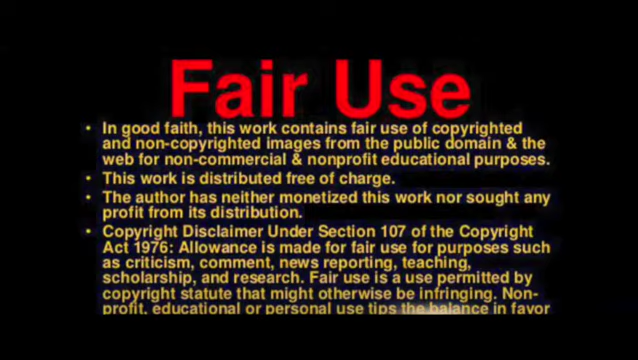 Fair Use
• In good faith, this work contains fair use of copyrighted
and non-copyrighted images from the public domain & the
web for non-commercial & nonprofit educational purposes.
• This work is distributed free of charge.
• The author has neither monetized this work nor sought any
profit from its distribution.
• Copyright Disclaimer Under Section 107 of the Copyright
Act 1976: Allowance is made for fair use for purposes such
as criticism, comment, news reporting, teaching,
scholarship, and research. Fair use is a use permitted by
copyright statute that might otherwise be infringing. Non-
profit, educational or personal use tips the balance in favor